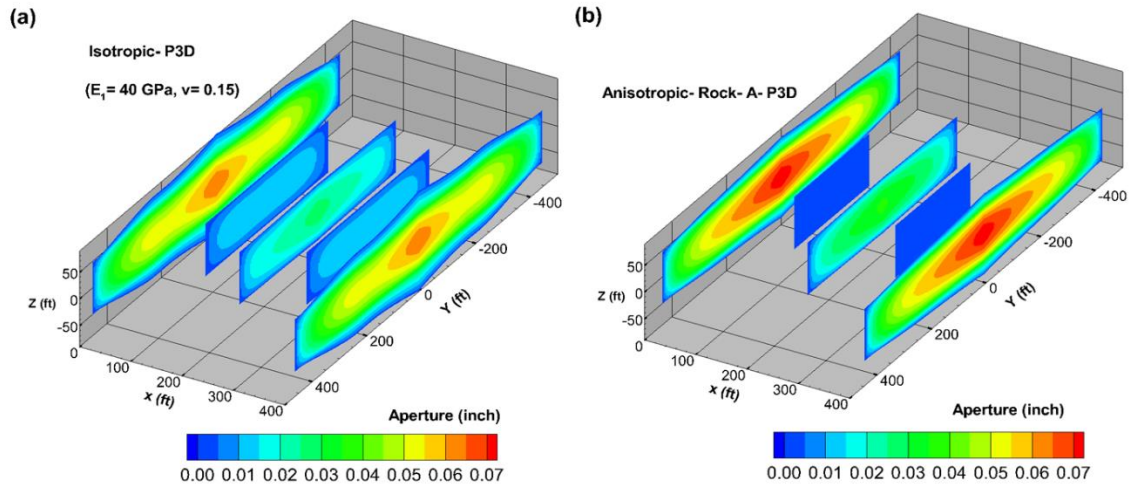 (a)
Isotropic- P3D
(E1= 40 GPa, v= 0.15)
50
0
-50
Z (ft)
0
100
200
300
400
x (ft)
400
200
0
-200
-400
Y (ft)
Aperture (inch)
0.00 0.01 0.02 0.03 0.04 0.05 0.06 0.07
(b)
Anisotropic- Rock- A- P3D
50
0
-50
Z (ft)
0
100
200
300
400
x (ft)
400
200
0
-200
-400
Y (ft)
Aperture (inch)
0.00 0.01 0.02 0.03 0.04 0.05 0.06 0.07